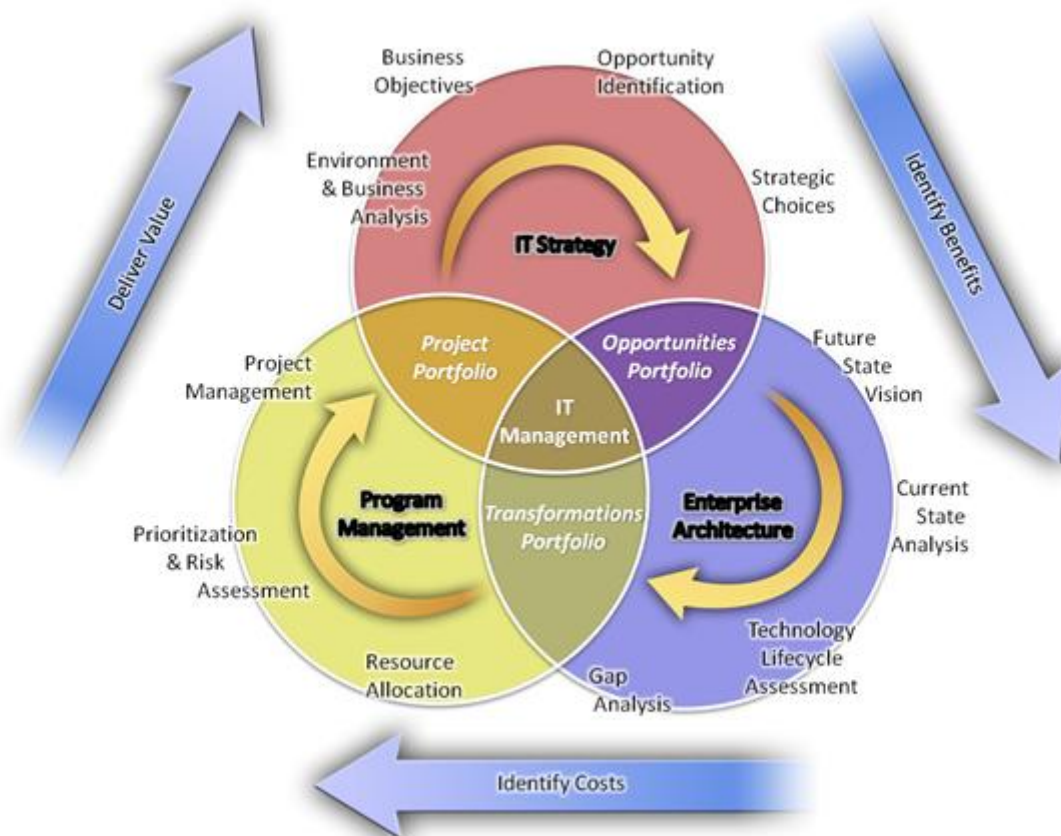 Business
Objectives
Opportunity
Identification
Environment
& Business
Analysis
Strategic
Choices
IT Strategy
Deliver Value
Identify Benefits
Project
Portfolio
Opportunities
Portfolio
Future
State
Vision
Project
Management
IT
Management
Program
Management
Transformations
Portfolio
Enterprise
Architecture
Current
State
Analysis
Prioritization
& Risk
Assessment
Technology
Lifecycle
Assessment
Resource
Allocation
Gap
Analysis
Identify Costs